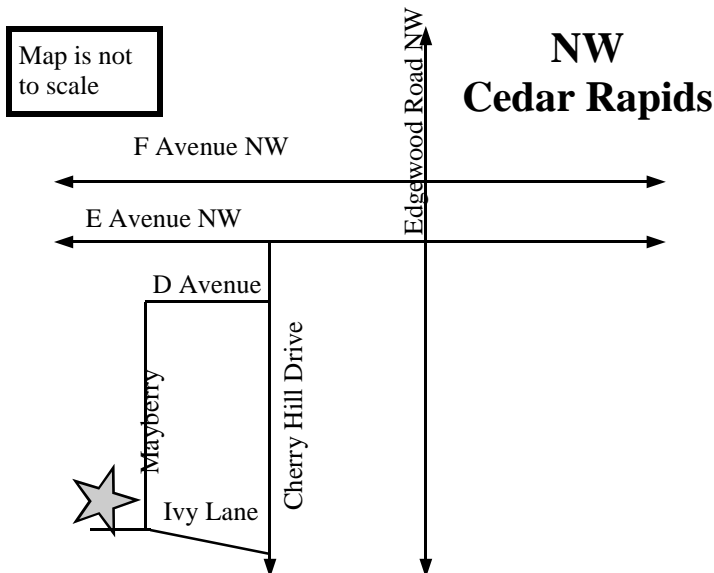 Map is not
to scale
NW
Cedar Rapids
Edgewood Road NW
F Avenue NW
E Avenue NW
D Avenue
Mayberry
Cherry Hill Drive
Ivy Lane